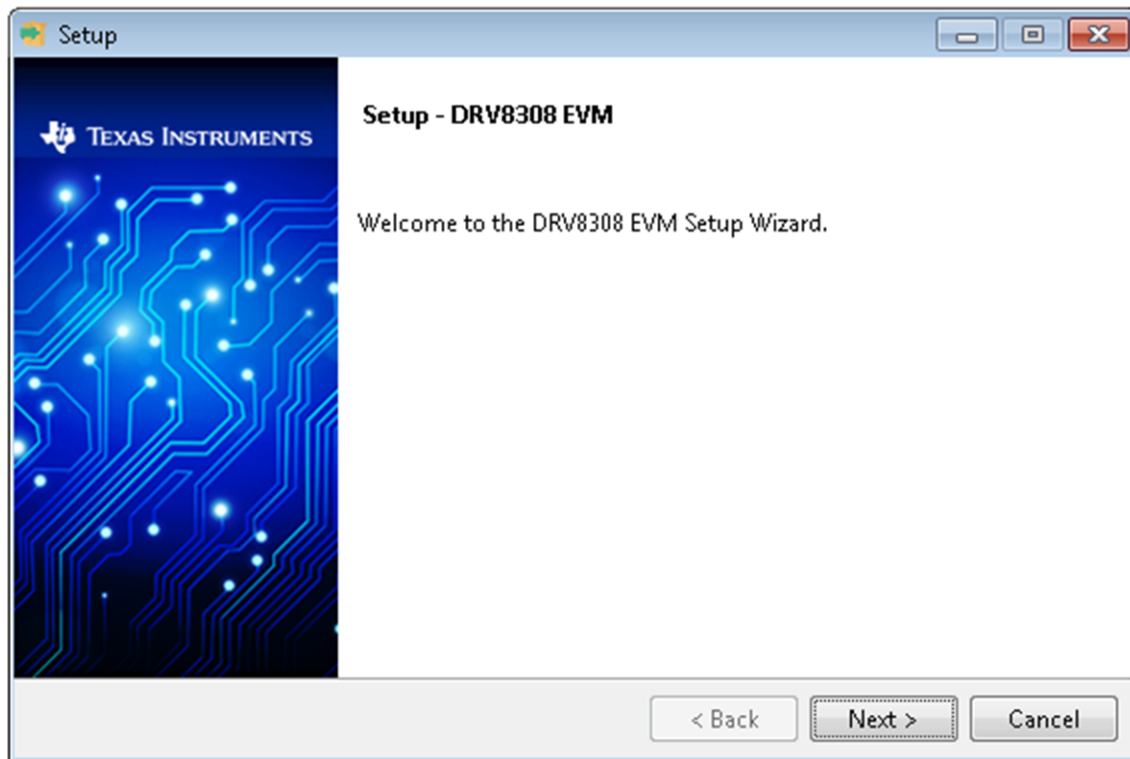 Setup
TEXAS INSTRUMENTS
Setup - DRV8308 EVM
Welcome to the DRV8308 EVM Setup Wizard.
< Back
Next >
Cancel